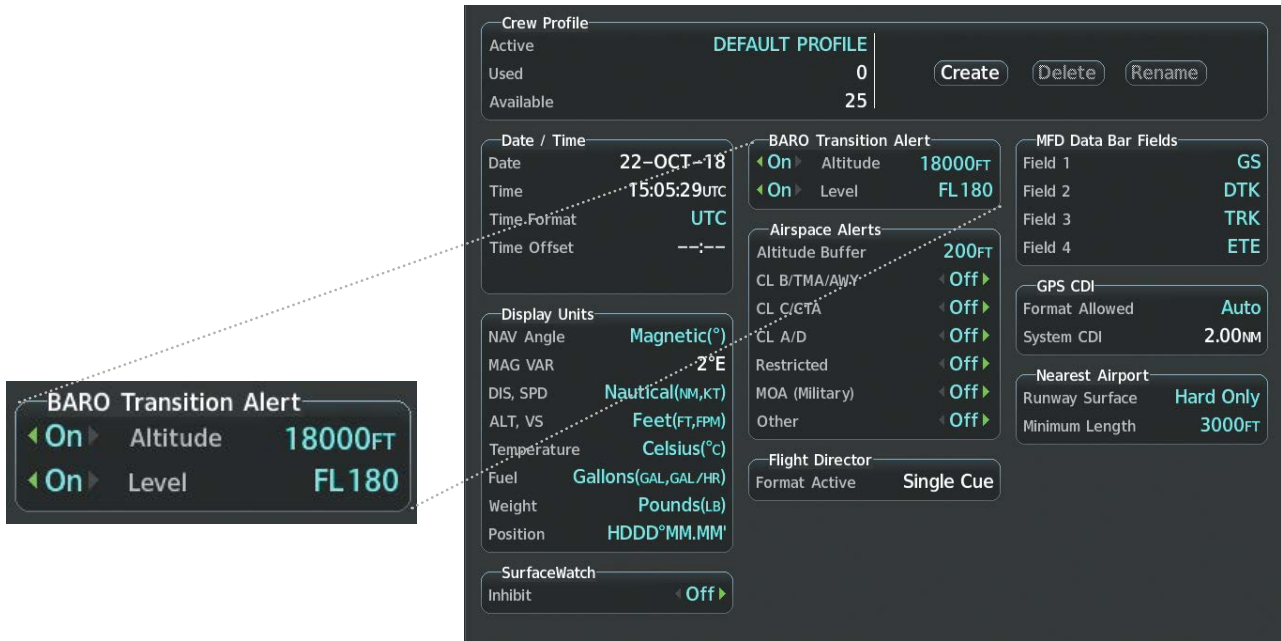 Crew Profile
Active DEFAULT PROFILE
Used 0
Available 25
Create Delete Rename
Date / Time
Date 22-OCT-18
Time 15:05:29UTC
Time Format UTC
Time Offset --:--
Display Units
NAV Angle Magnetic(°)
MAG VAR 2°E
DIS, SPD Nautical(NM,KT)
ALT, VS Feet(FT,FPM)
Temperature Celsius(°C)
Fuel Gallons(GAL,GAL/HR)
Weight Pounds(LB)
Position HDDD°MM.MM'
SurfaceWatch
Inhibit Off
BARO Transition Alert
On Altitude 18000FT
On Level FL180
Airspace Alerts
Altitude Buffer 200FT
CL B/TMA/AWY Off
CL C/CTA Off
CL A/D Off
Restricted Off
MOA (Military) Off
Other Off
Flight Director
Format Active Single Cue
MFD Data Bar Fields
Field 1 GS
Field 2 DTK
Field 3 TRK
Field 4 ETE
GPS CDI
Format Allowed Auto
System CDI 2.00NM
Nearest Airport
Runway Surface Hard Only
Minimum Length 3000FT
BARO Transition Alert
On Altitude 18000FT
On Level FL180